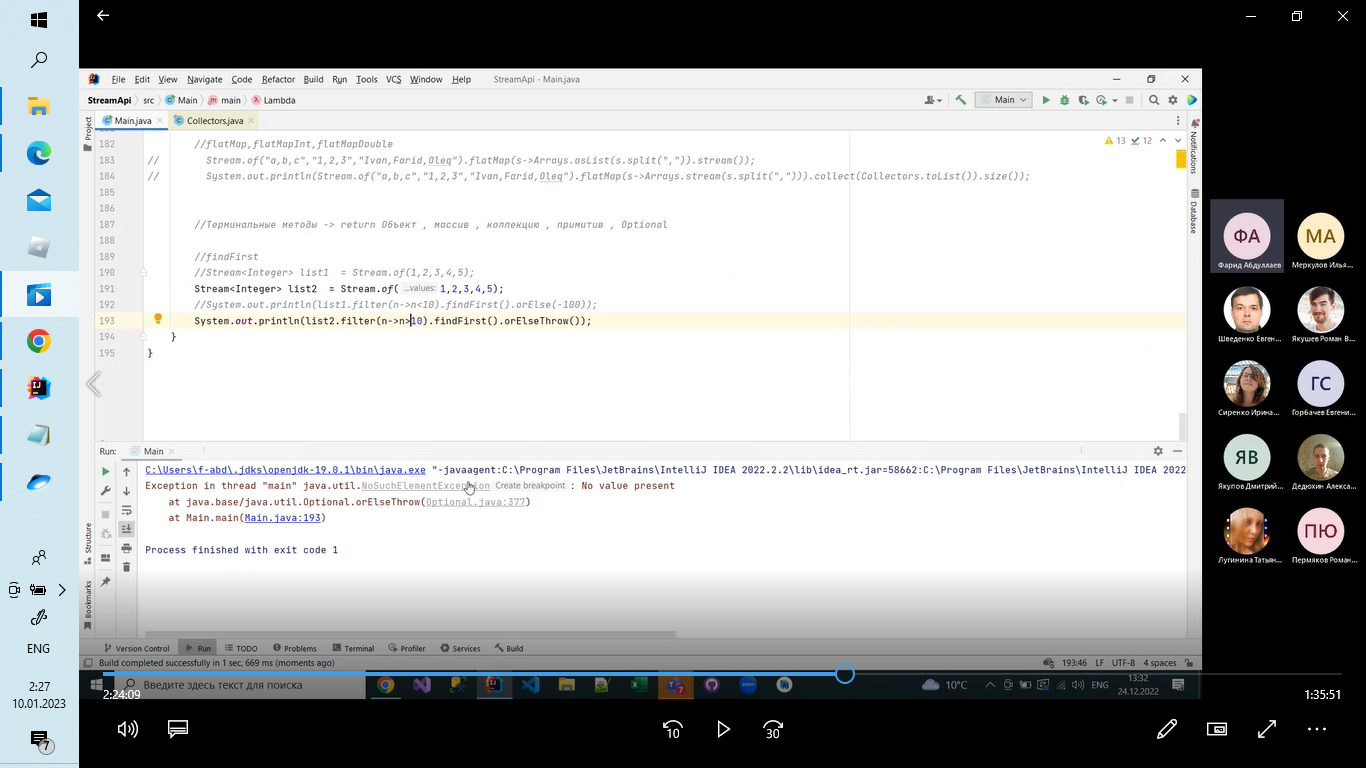 File Edit View Navigate Code Refactor Build Run Tools VCS Window Help StreamApi - Main.java
StreamApi src Main main Lambda Main
Project
Main.java Collectors.java
13 12
Notifications
Database
182 //flatMap,flatMapInt,flatMapDouble
183 // Stream.of("a,b,c","1,2,3","Ivan,Farid,Oleq").flatMap(s->Arrays.asList(s.split(",")).stream());
184 // System.out.println(Stream.of("a,b,c","1,2,3","Ivan,Farid,Oleq").flatMap(s->Arrays.stream(s.split(","))).collect(Collectors.toList()).size());
185
186
187 //Терминальные методы -> return Объект , массив , коллекцию , примитив , Optional
188
189 //findFirst
190 //Stream<Integer> list1 = Stream.of(1,2,3,4,5);
191 Stream<Integer> list2 = Stream.of( ...values: 1,2,3,4,5);
192 //System.out.println(list1.filter(n->n<10).findFirst().orElse(-100));
193 System.out.println(list2.filter(n->n>10).findFirst().orElseThrow());
194 }
195 }
Run: Main
C:\Users\f-abd\.jdks\openjdk-19.0.1\bin\java.exe "-javaagent:C:\Program Files\JetBrains\IntelliJ IDEA 2022.2.2\lib\idea_rt.jar=58662:C:\Program Files\JetBrains\IntelliJ IDEA 2022
Exception in thread "main" java.util.NoSuchElementException Create breakpoint : No value present
at java.base/java.util.Optional.orElseThrow(Optional.java:377)
at Main.main(Main.java:193)
Process finished with exit code 1
Structure
Bookmarks
Version Control Run TODO Problems Terminal Profiler Services Build
Build completed successfully in 1 sec, 669 ms (moments ago) 193:46 LF UTF-8 4 spaces
Введите здесь текст для поиска 10°C ENG 13:32
24.12.2022
2:24:09 1:35:51
10 30
ФА МА
Фарид Абдуллаев Меркулов Илья...
Шведенко Евген... Якушев Роман В...
ГС
Сиренко Ирина... Горбачев Евгени...
ЯВ
Якупов Дмитрий... Дедюхин Алекса...
ПЮ
Лугинина Татьян... Пермяков Роман...
ENG
2:27
10.01.2023
7